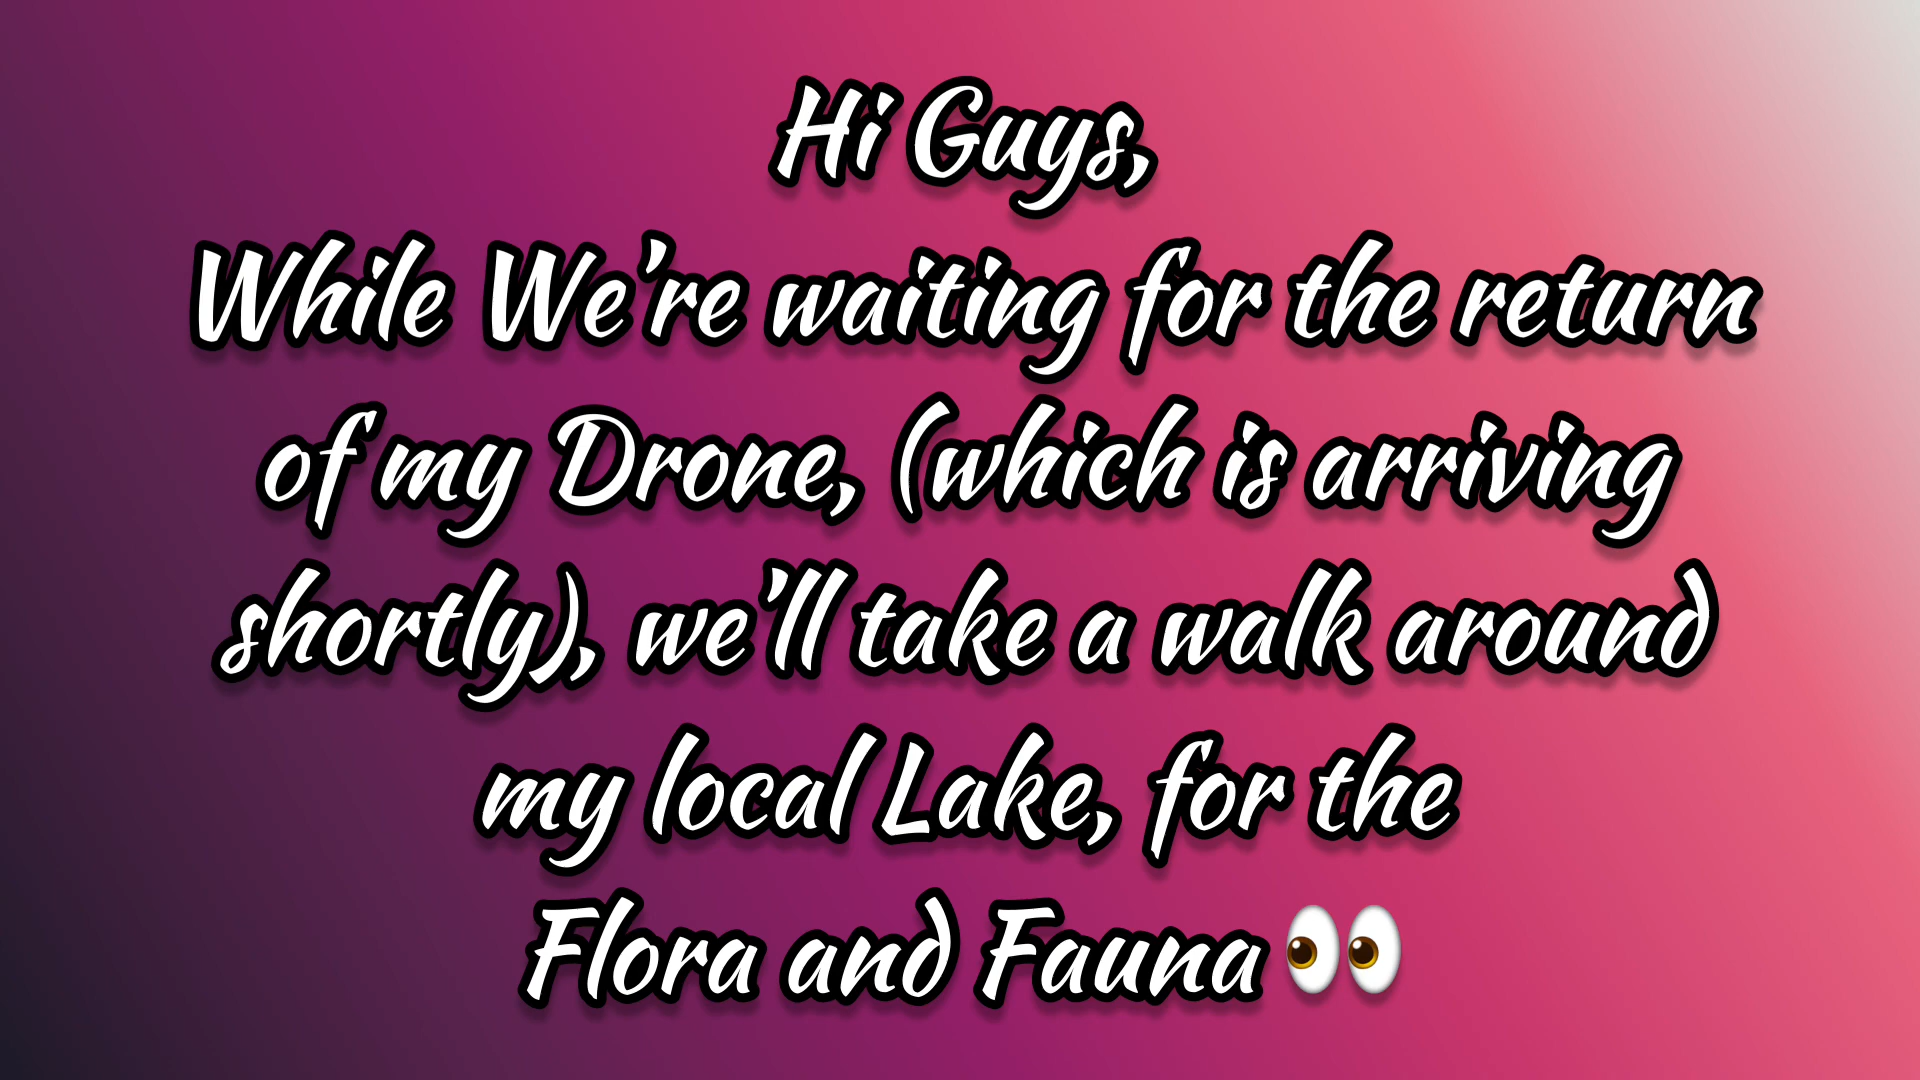 Hi Guys,
While We're waiting for the return
of my Drone, (which is arriving
shortly), we'll take a walk around
my local Lake, for the
Flora and Fauna 👀